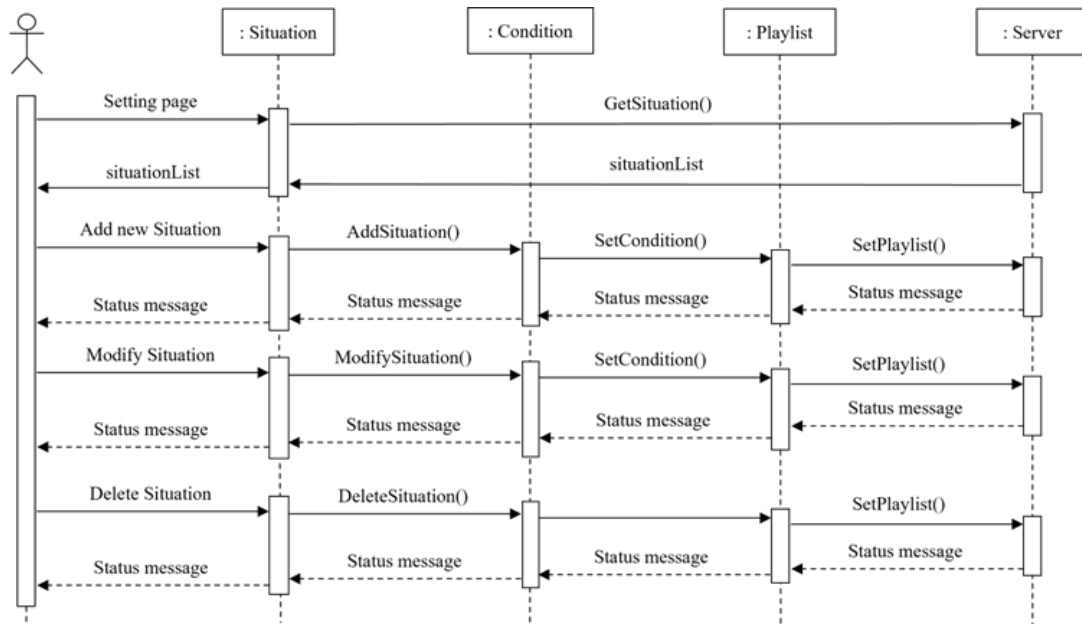 : Situation
: Condition
: Playlist
: Server
Setting page
GetSituation()
situationList
situationList
Add new Situation
AddSituation()
SetCondition()
SetPlaylist()
Status message
Status message
Status message
Status message
Modify Situation
ModifySituation()
SetCondition()
SetPlaylist()
Status message
Status message
Status message
Status message
Delete Situation
DeleteSituation()
SetPlaylist()
Status message
Status message
Status message
Status message